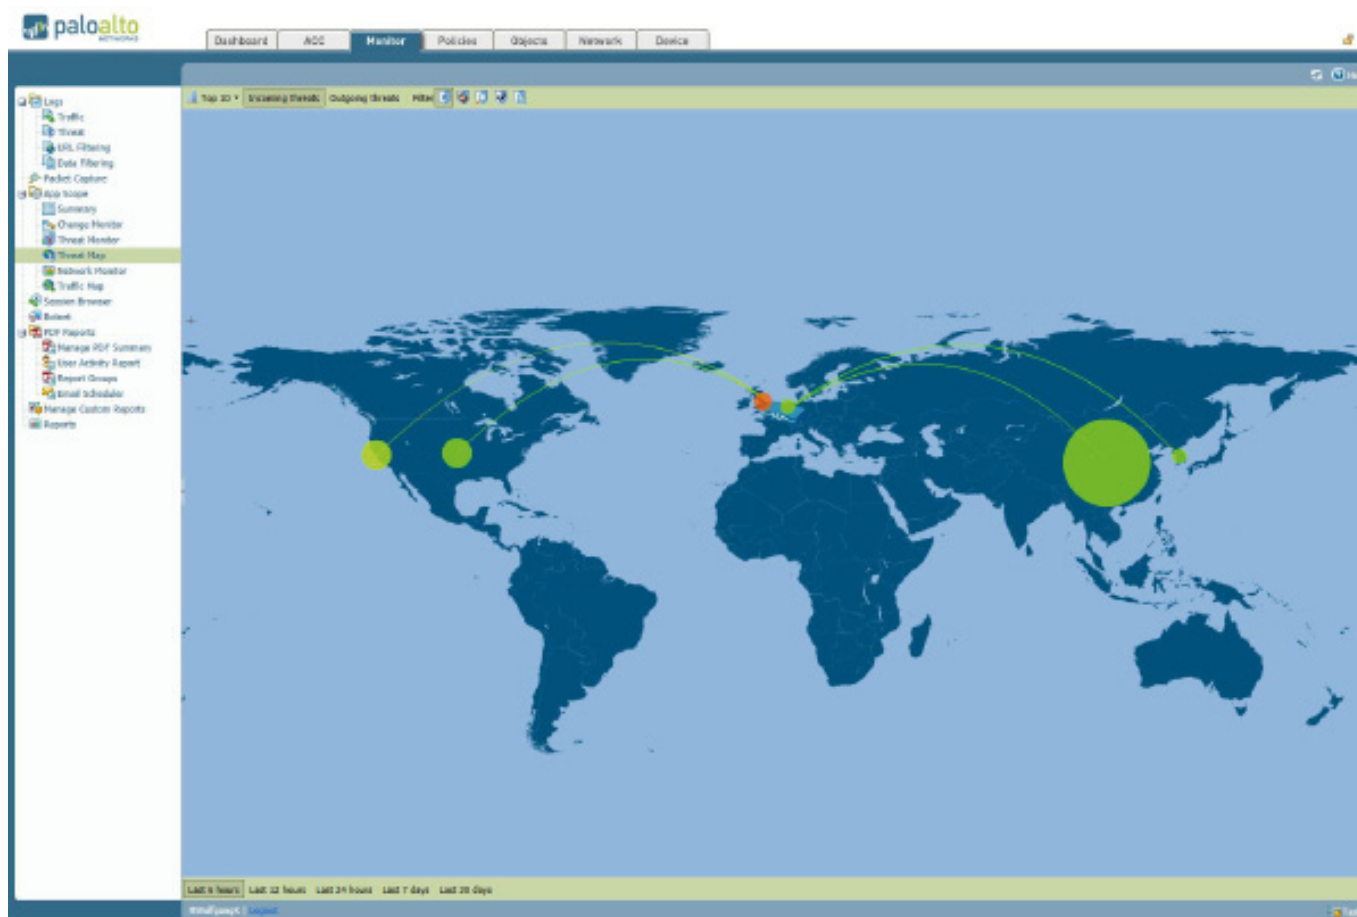 paloalto
NETWORKS
Dashboard ACC Monitor Policies Objects Network Device
Top 10 Incoming threats Outgoing threats Filter
Logs
Traffic
Threat
URL Filtering
Data Filtering
Packet Capture
App Scope
Summary
Change Monitor
Threat Monitor
Threat Map
Network Monitor
Traffic Map
Session Browser
Botnet
PDF Reports
Manage PDF Summary
User Activity Report
Report Groups
Email Scheduler
Manage Custom Reports
Reports
Last 6 hours Last 12 hours Last 24 hours Last 7 days Last 30 days
Logout